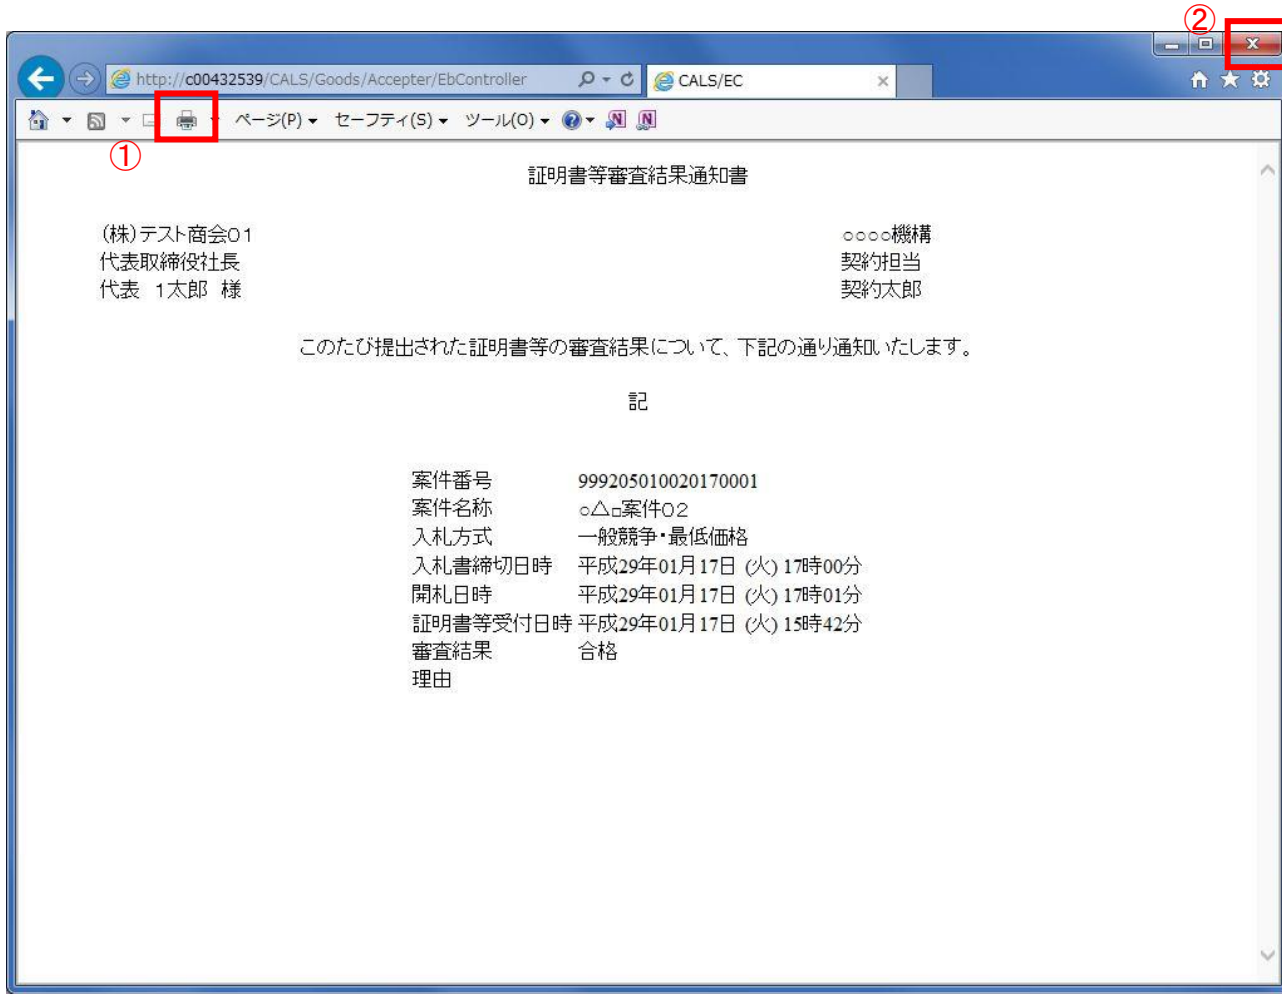 ②
http://c00432539/CALS/Goods/Accepter/EbController
CALS/EC
ページ(P) セーフティ(S) ツール(O)
①
証明書等審査結果通知書
(株)テスト商会01
○○○○機構
代表取締役社長
契約担当
代表 1太郎 様
契約太郎
このたび提出された証明書等の審査結果について、下記の通り通知いたします。
記
案件番号 999205010020170001
案件名称 ○△□案件02
入札方式 一般競争・最低価格
入札書締切日時 平成29年01月17日 (火) 17時00分
開札日時 平成29年01月17日 (火) 17時01分
証明書等受付日時 平成29年01月17日 (火) 15時42分
審査結果 合格
理由